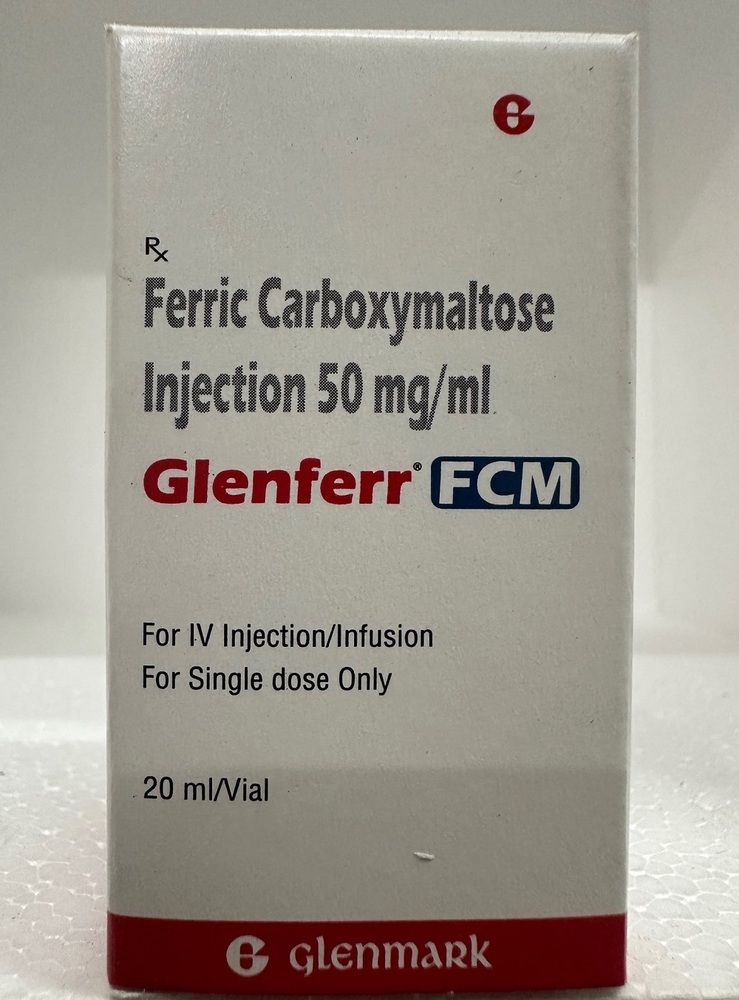 Rx
Ferric Carboxymaltose
Injection 50 mg/ml
Glenferr® FCM
For IV Injection/Infusion
For Single dose Only
20 ml/Vial
GLENMARK